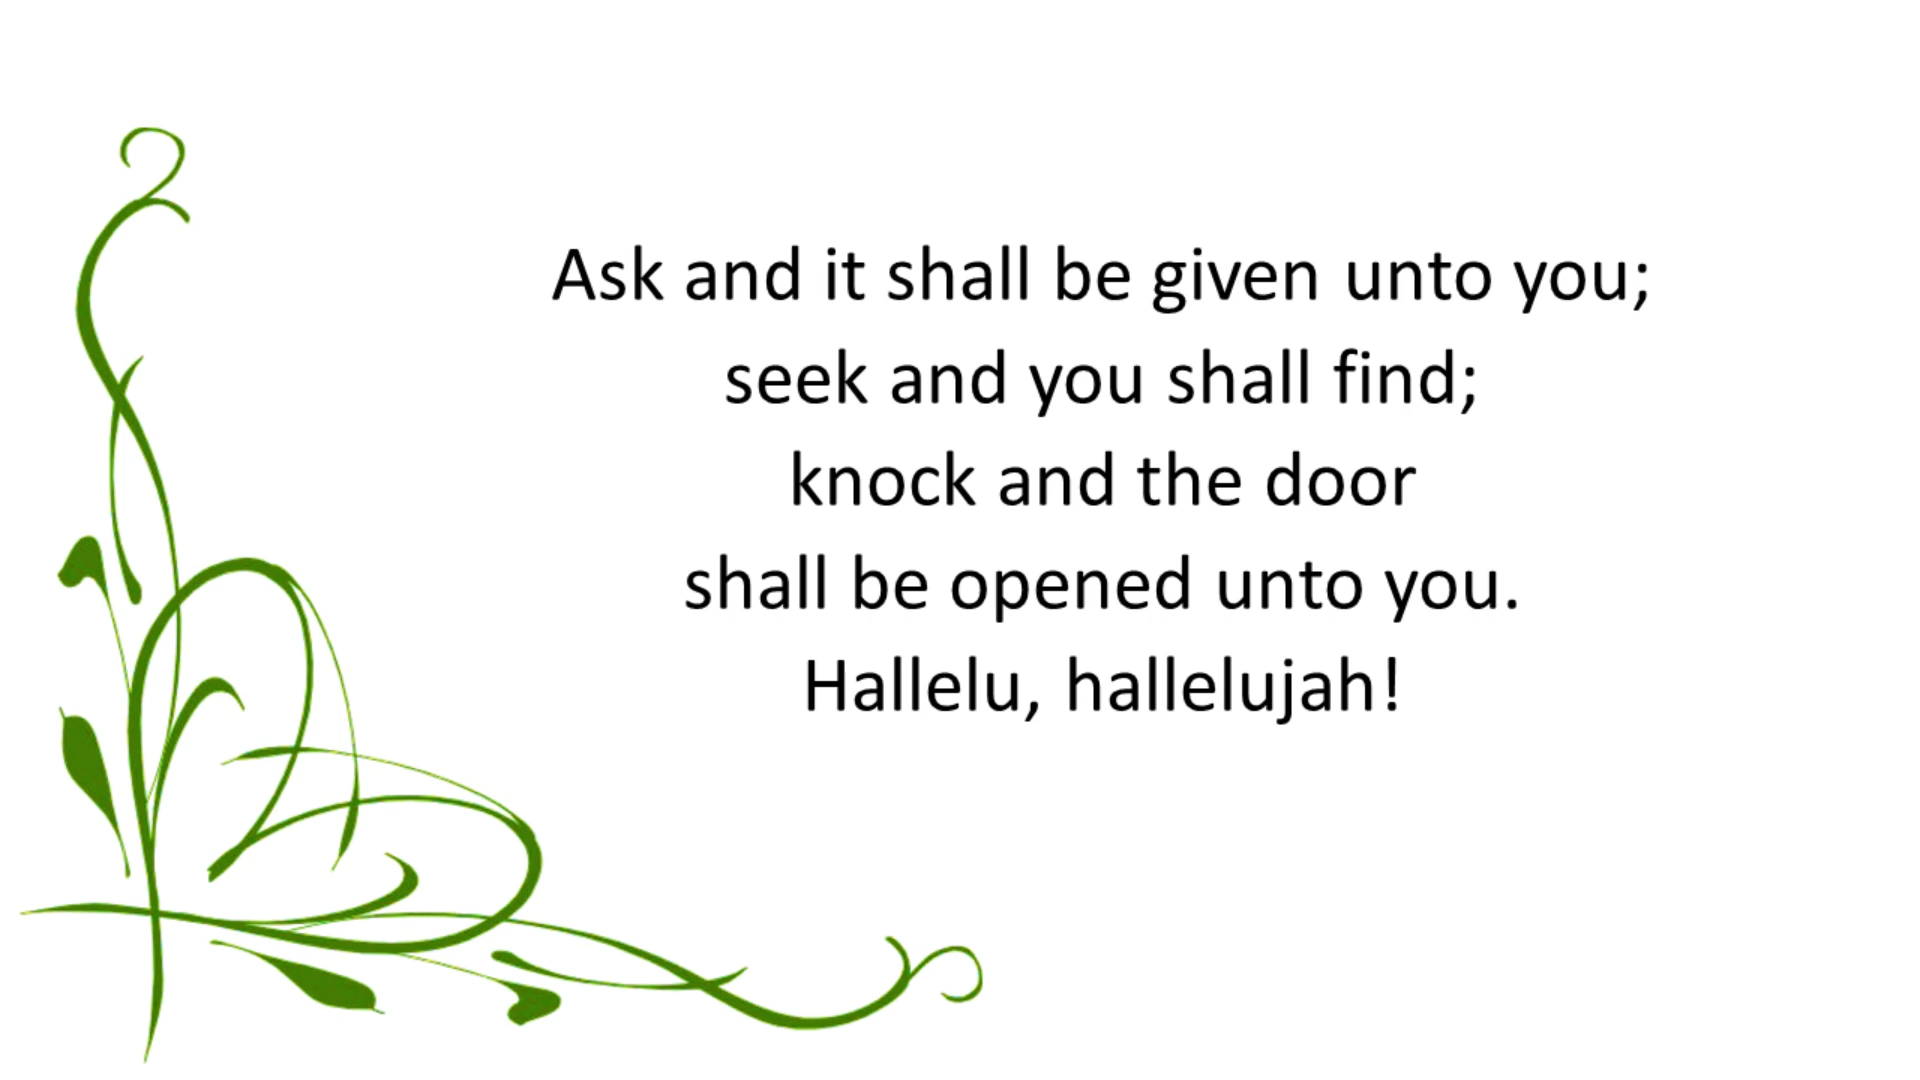 Ask and it shall be given unto you;
seek and you shall find;
knock and the door
shall be opened unto you.
Hallelu, hallelujah!